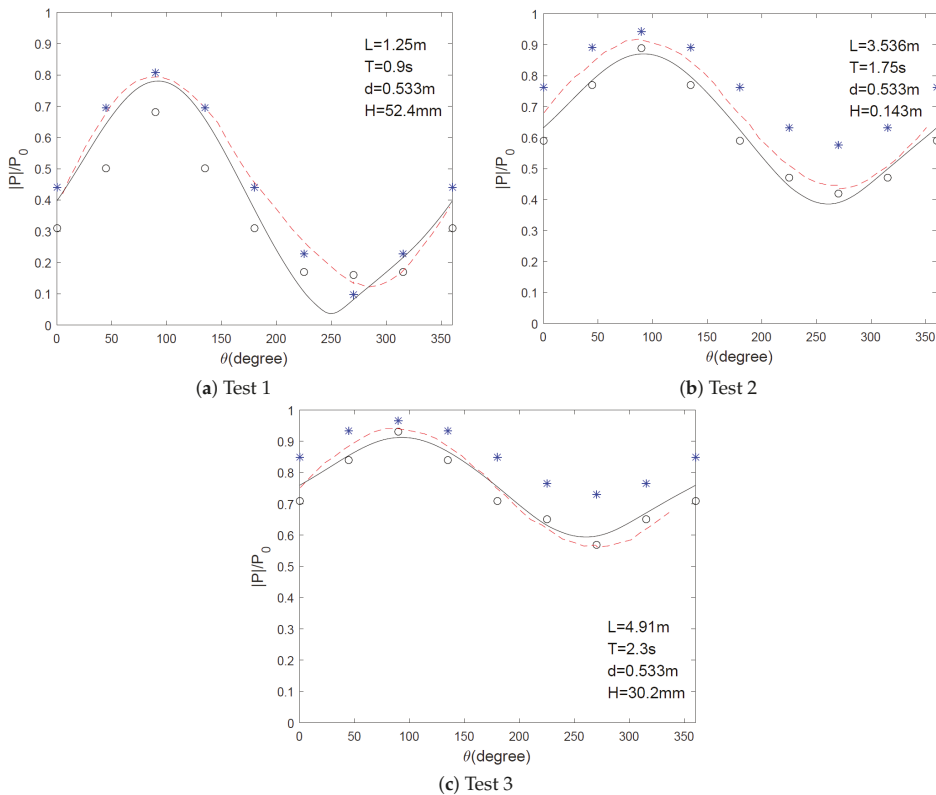 1
0.9
0.8
0.7
0.6
0.5
0.4
0.3
0.2
0.1
0
|P|/P0
L=1.25m
T=0.9s
d=0.533m
H=52.4mm
0 50 100 150 200 250 300 350
θ(degree)
(a) Test 1
1
0.9
0.8
0.7
0.6
0.5
0.4
0.3
0.2
0.1
0
|P|/P0
L=3.536m
T=1.75s
d=0.533m
H=0.143m
0 50 100 150 200 250 300 350
θ(degree)
(b) Test 2
1
0.9
0.8
0.7
0.6
0.5
0.4
0.3
0.2
0.1
0
|P|/P0
L=4.91m
T=2.3s
d=0.533m
H=30.2mm
0 50 100 150 200 250 300 350
θ(degree)
(c) Test 3